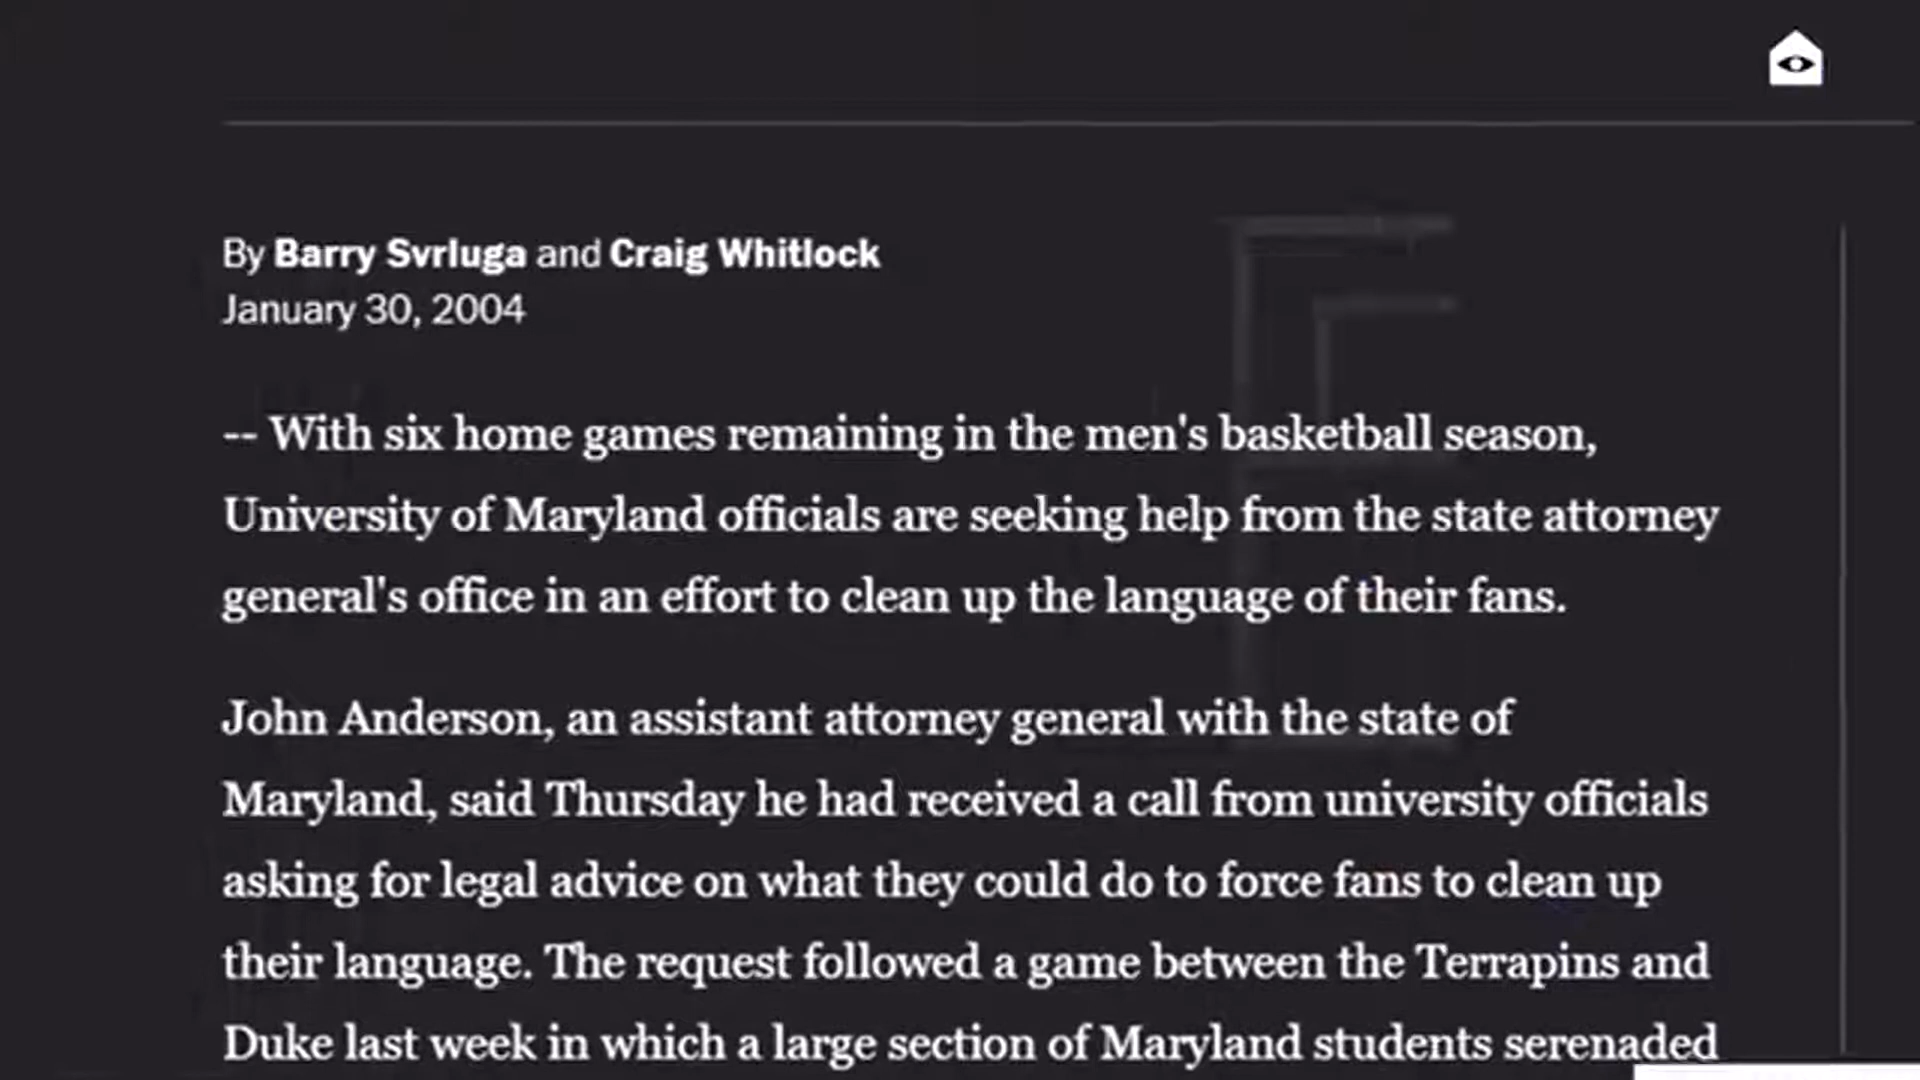 By Barry Svrluga and Craig Whitlock
January 30, 2004
-- With six home games remaining in the men's basketball season,
University of Maryland officials are seeking help from the state attorney
general's office in an effort to clean up the language of their fans.
John Anderson, an assistant attorney general with the state of
Maryland, said Thursday he had received a call from university officials
asking for legal advice on what they could do to force fans to clean up
their language. The request followed a game between the Terrapins and
Duke last week in which a large section of Maryland students serenaded